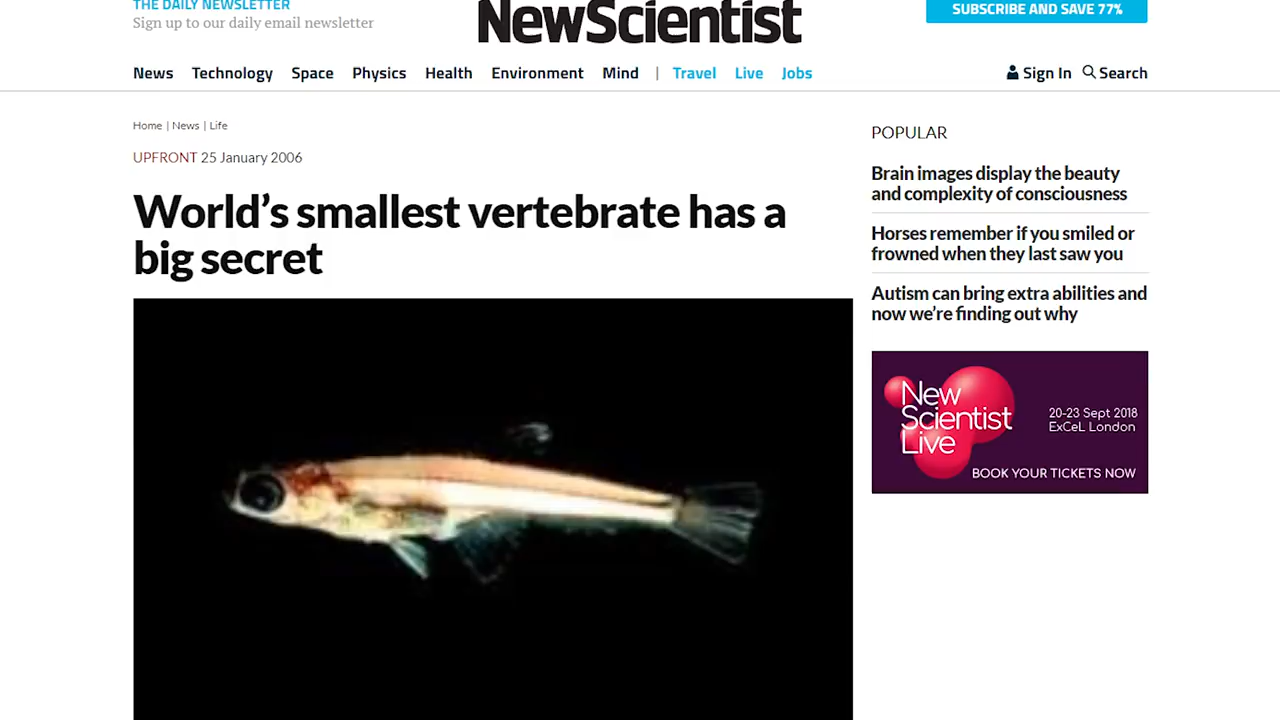 THE DAILY NEWSLETTER
Sign up to our daily email newsletter
NewScientist
SUBSCRIBE AND SAVE 77%
News Technology Space Physics Health Environment Mind | Travel Live Jobs
Sign In Search
Home | News | Life
UPFRONT 25 January 2006
World's smallest vertebrate has a
big secret
POPULAR
Brain images display the beauty
and complexity of consciousness
Horses remember if you smiled or
frowned when they last saw you
Autism can bring extra abilities and
now we're finding out why
New
Scientist
Live
20-23 Sept 2018
ExCeL London
BOOK YOUR TICKETS NOW